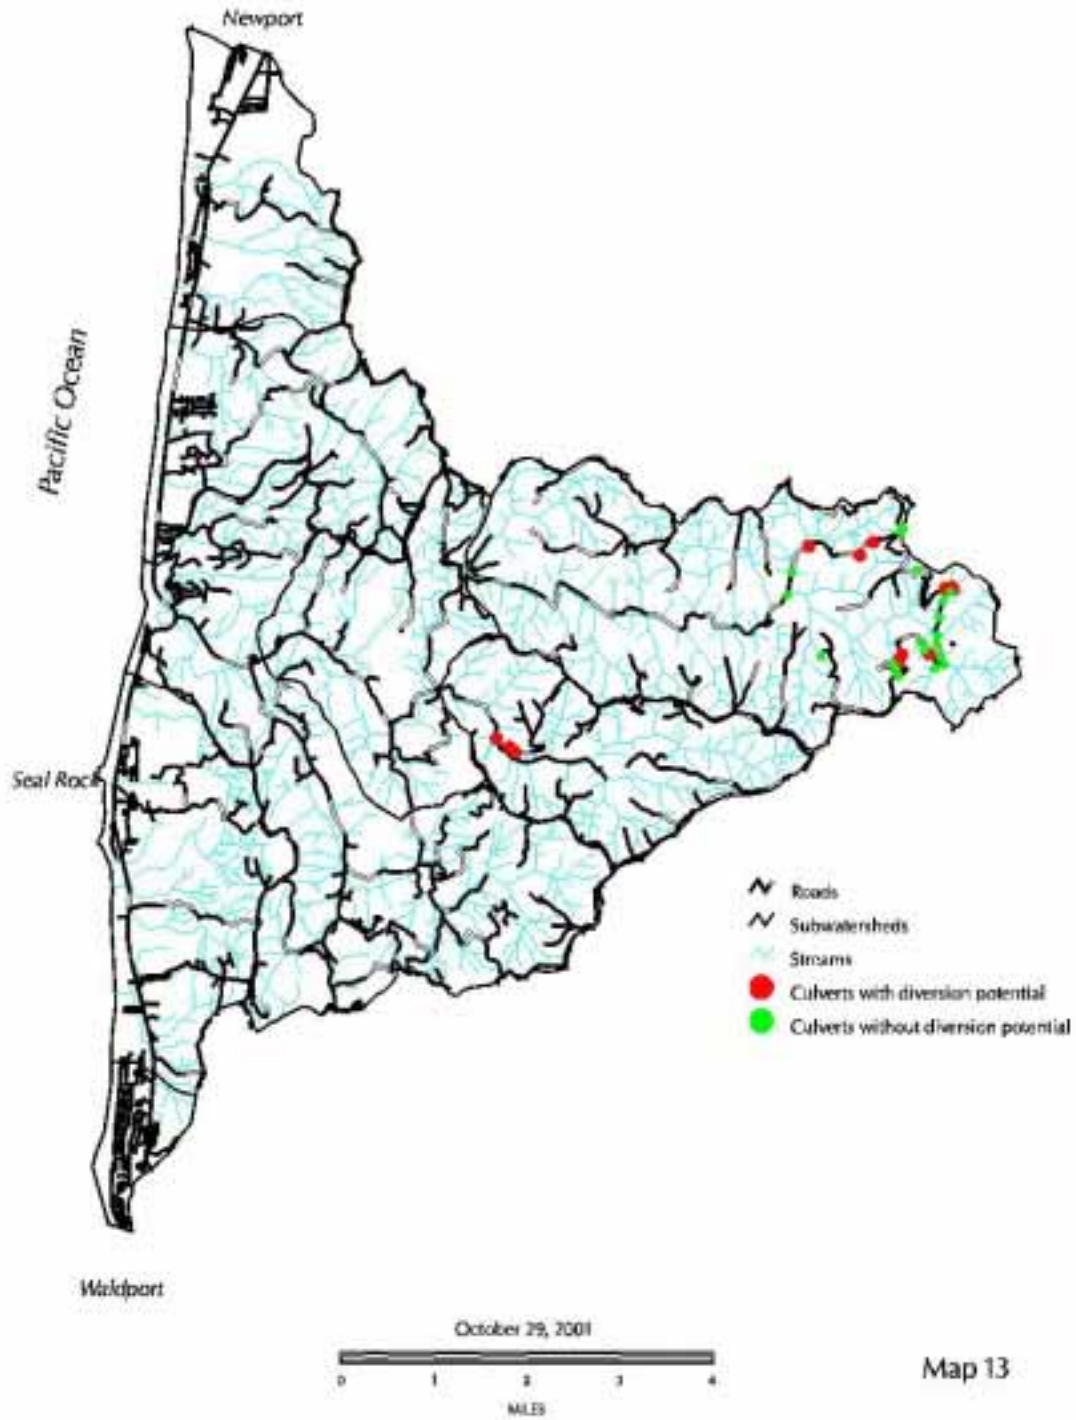 Newport
Pacific Ocean
Seal Rock
Roads
Subwatersheds
Streams
Culverts with diversion potential
Culverts without diversion potential
Waldport
October 29, 2001
0 1 2 3 4
MILES
Map 13